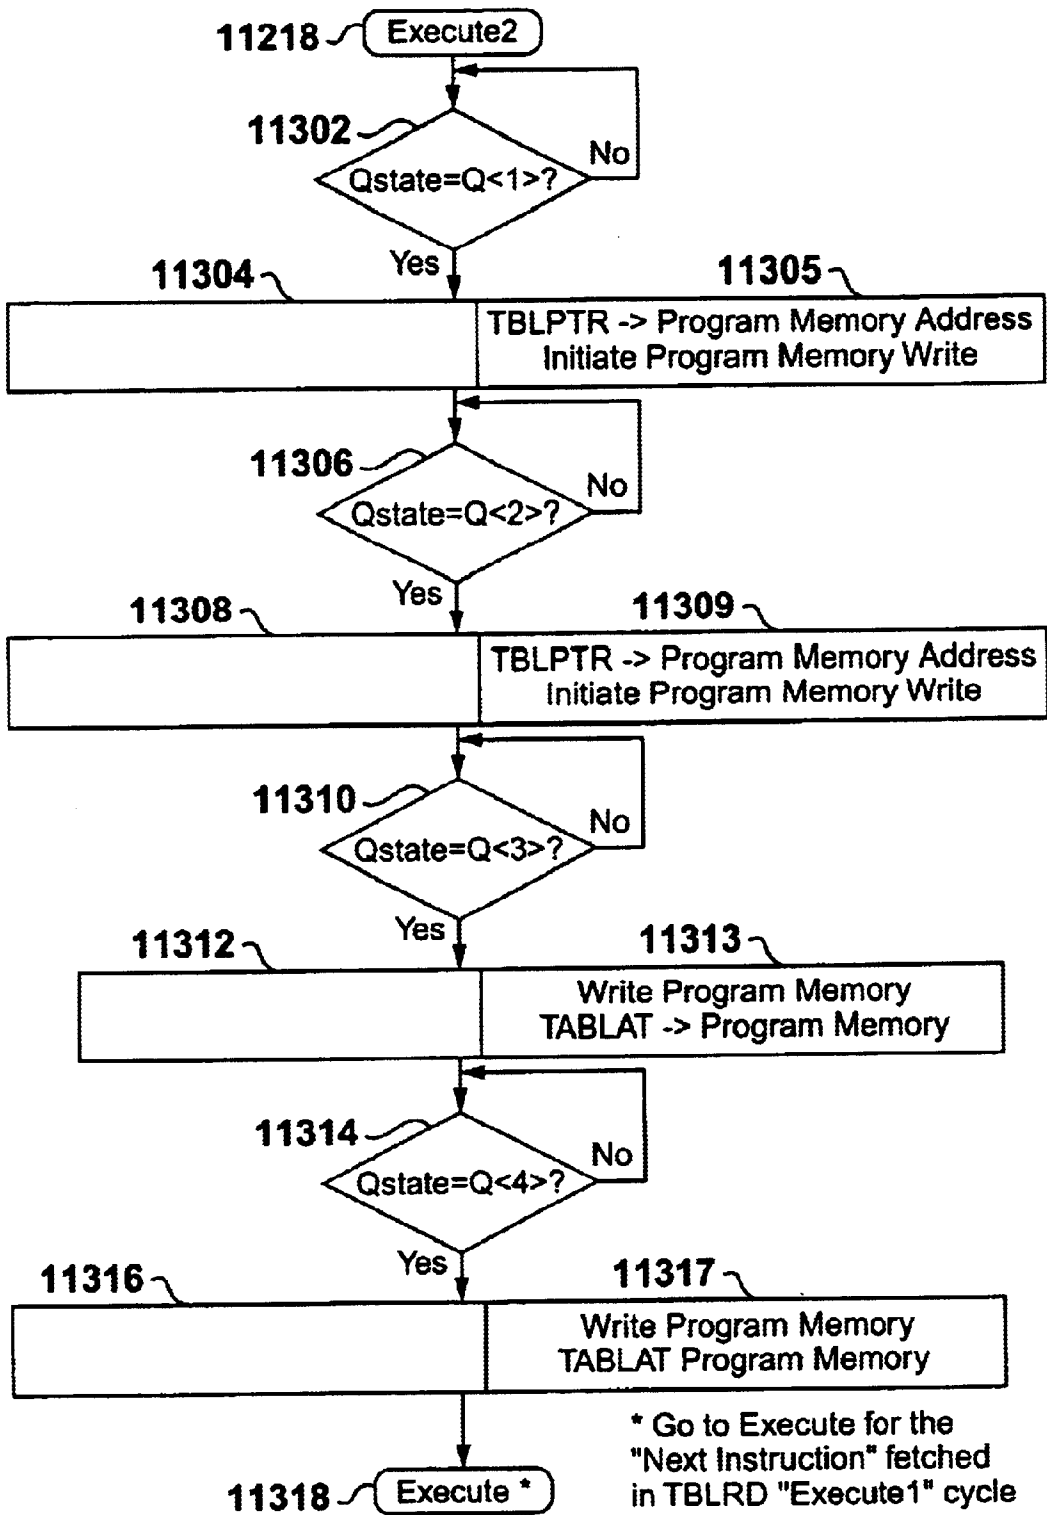 11218 Execute2
11302
No
Qstate=Q<1>?
Yes
11304 11305
TBLPTR -> Program Memory Address
Initiate Program Memory Write
11306
No
Qstate=Q<2>?
Yes
11308 11309
TBLPTR -> Program Memory Address
Initiate Program Memory Write
11310
No
Qstate=Q<3>?
Yes
11312 11313
Write Program Memory
TABLAT -> Program Memory
11314
No
Qstate=Q<4>?
Yes
11316 11317
Write Program Memory
TABLAT Program Memory
* Go to Execute for the
"Next Instruction" fetched
in TBLRD "Execute1" cycle
11318 Execute *